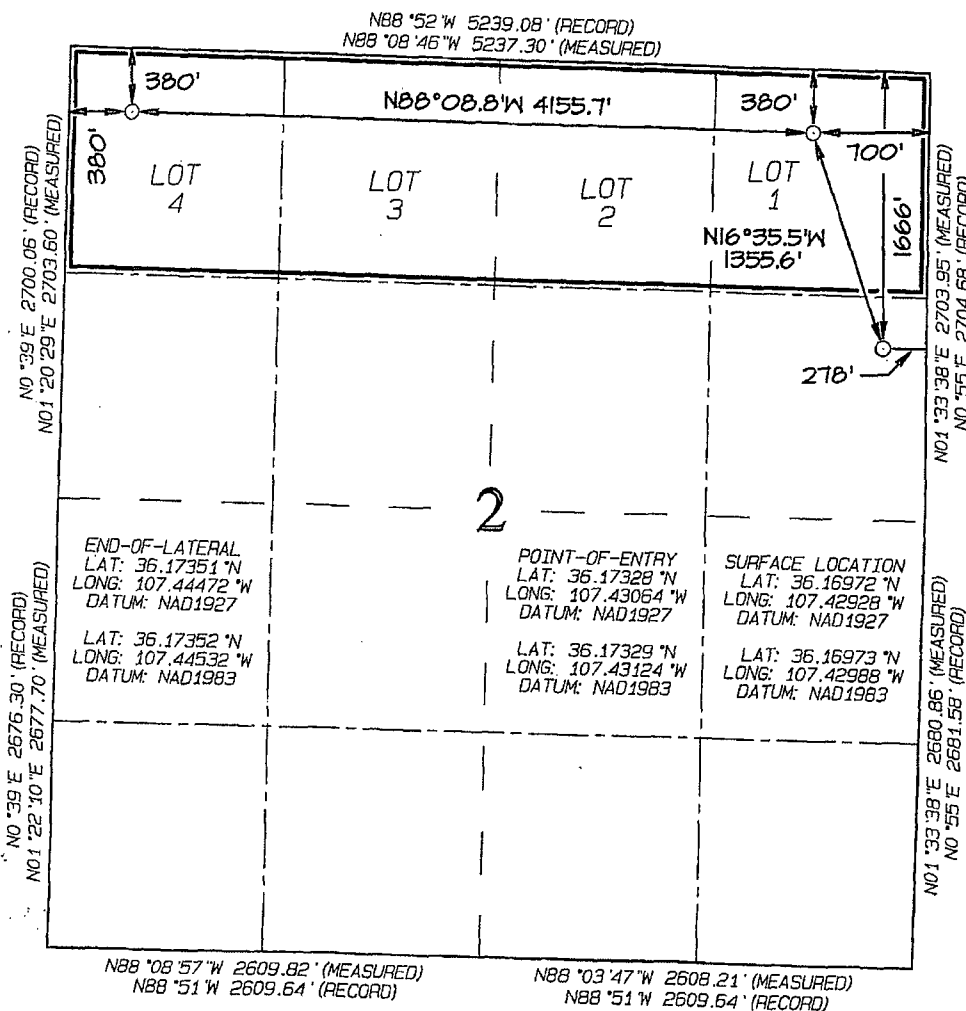 N88 °52'W 5239.08' (RECORD)
N88 °08'46"W 5237.30' (MEASURED)
380'
N88°08.8'W 4155.7'
380'
380'
700'
LOT
4
LOT
3
LOT
2
LOT
1
N16°35.5'W
1355.6'
1666'
278'
N0 °39'E 2700.06' (RECORD)
N01 °20'29"E 2703.60' (MEASURED)
N01 °33'38"E 2703.95' (MEASURED)
N0 °55'E 2704.68' (RECORD)
2
END-OF-LATERAL
LAT: 36.17351 °N
LONG: 107.44472 °W
DATUM: NAD1927
LAT: 36.17352 °N
LONG: 107.44532 °W
DATUM: NAD1983
POINT-OF-ENTRY
LAT: 36.17328 °N
LONG: 107.43064 °W
DATUM: NAD1927
LAT: 36.17329 °N
LONG: 107.43124 °W
DATUM: NAD1983
SURFACE LOCATION
LAT: 36.16972 °N
LONG: 107.42928 °W
DATUM: NAD1927
LAT: 36.16973 °N
LONG: 107.42988 °W
DATUM: NAD1983
N0 °39'E 2676.30' (RECORD)
N01 °22'10"E 2677.70' (MEASURED)
N01 °33'38"E 2680.86' (MEASURED)
N0 °55'E 2681.58' (RECORD)
N88 °08'57"W 2609.82' (MEASURED)
N88 °51'W 2609.64' (RECORD)
N88 °03'47"W 2608.21' (MEASURED)
N88 °51'W 2609.64' (RECORD)